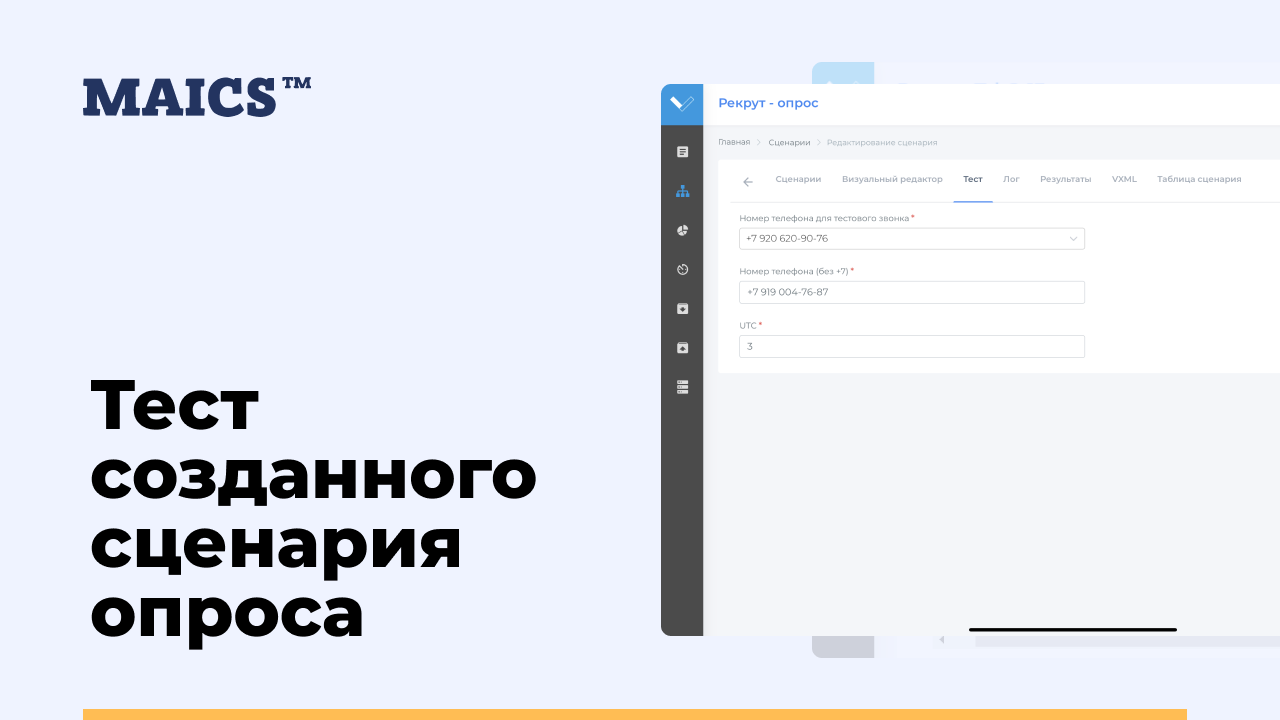 MAICS™
Тест
созданного
сценария
опроса
Рекрут - опрос
Главная > Сценарии > Редактирование сценария
Сценарии Визуальный редактор Тест Лог Результаты VXML Таблица сценария
Номер телефона для тестового звонка *
+7 920 620-90-76
Номер телефона (без +7) *
+7 919 004-76-87
UTC *
3